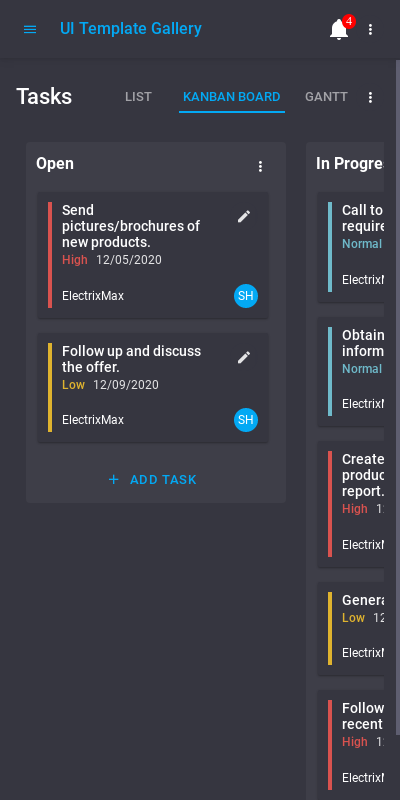 UI Template Gallery
4
Tasks
LIST
KANBAN BOARD
GANTT
Open
Send
pictures/brochures of
new products.
High 12/05/2020
ElectrixMax
SH
Follow up and discuss
the offer.
Low 12/09/2020
ElectrixMax
SH
+ ADD TASK
In Progre
Call to
require
Normal
Electrix
Obtain
inform
Normal
Electrix
Create
produc
report.
High 1
Electrix
Genera
Low 12
Electrix
Follow
recent
High 1
Electrix